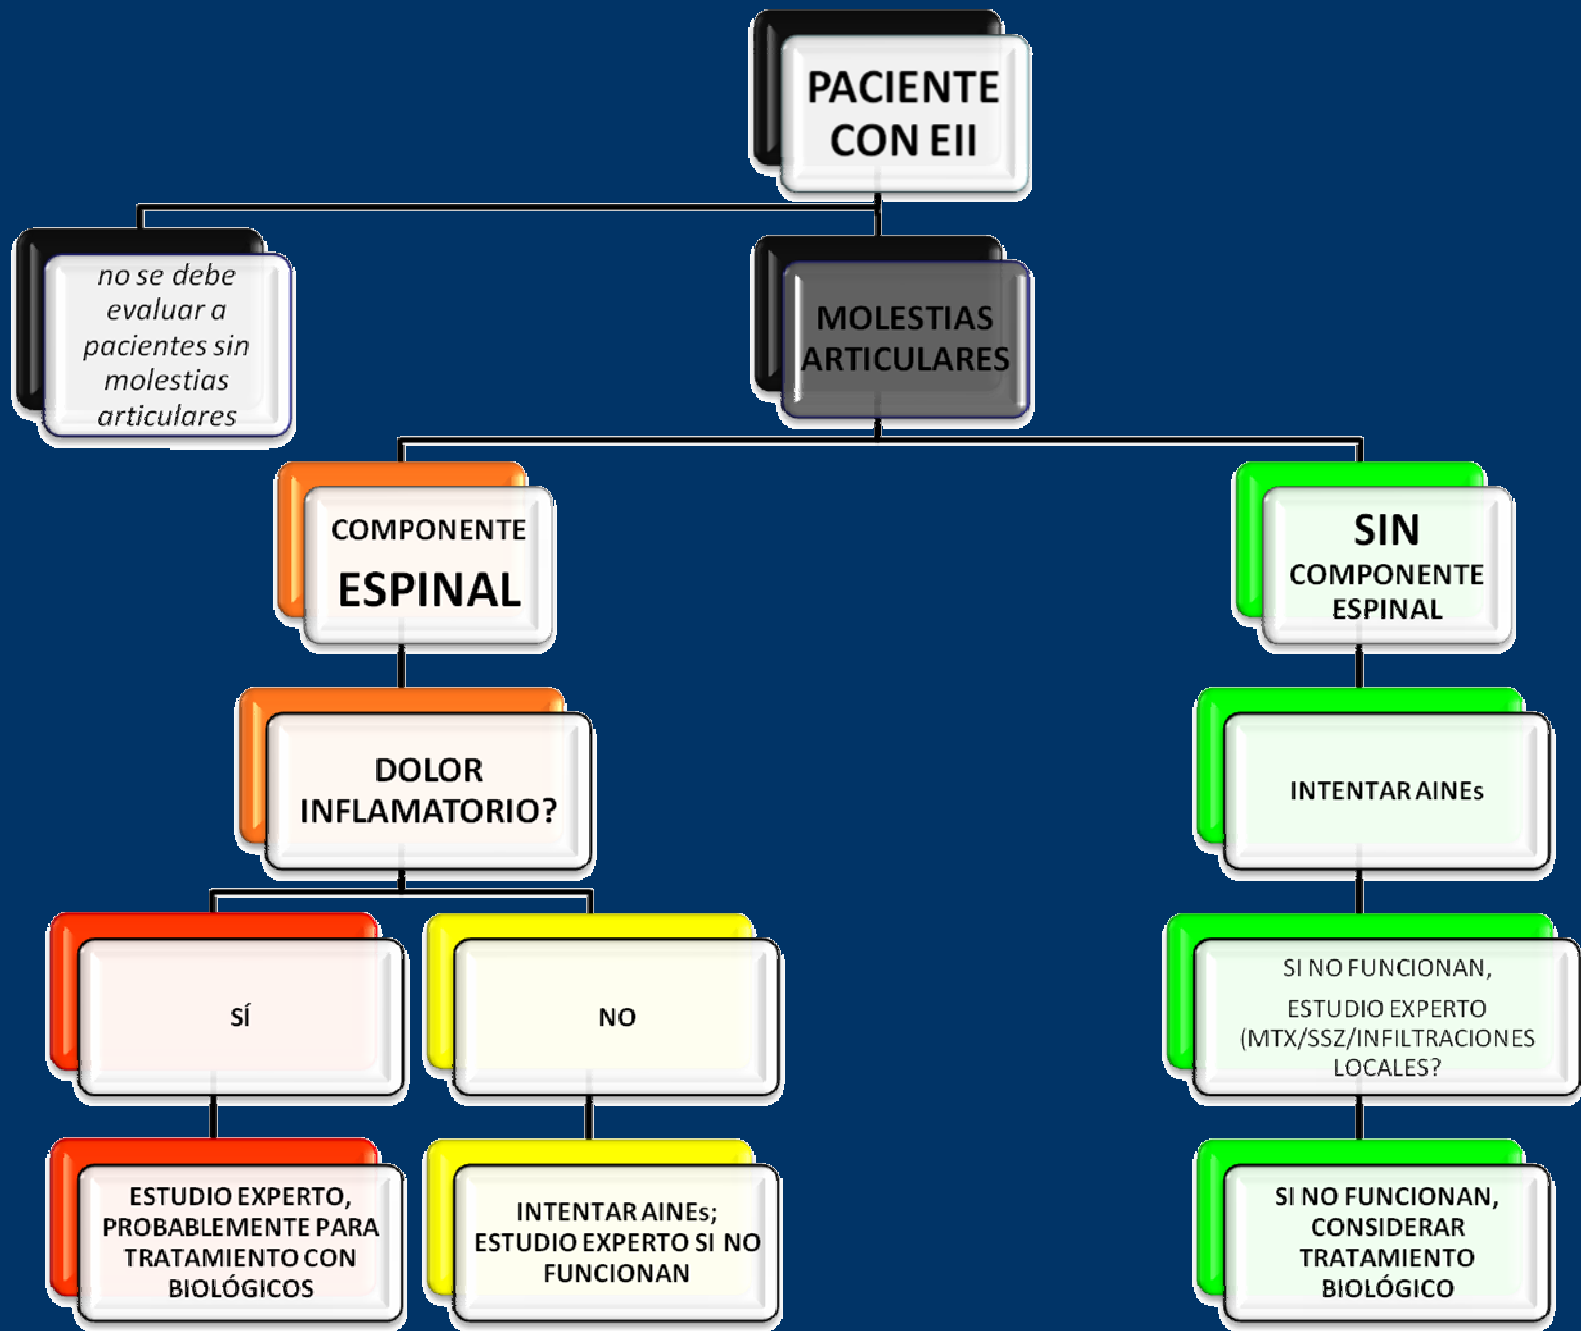 PACIENTE
CON EII
no se debe
evaluar a
pacientes sin
molestias
articulares
MOLESTIAS
ARTICULARES
COMPONENTE
ESPINAL
SIN
COMPONENTE
ESPINAL
DOLOR
INFLAMATORIO?
INTENTAR AINEs
SÍ
NO
SI NO FUNCIONAN,
ESTUDIO EXPERTO
(MTX/SSZ/INFILTRACIONES
LOCALES?
ESTUDIO EXPERTO,
PROBABLEMENTE PARA
TRATAMIENTO CON
BIOLÓGICOS
INTENTAR AINEs;
ESTUDIO EXPERTO SI NO
FUNCIONAN
SI NO FUNCIONAN,
CONSIDERAR
TRATAMIENTO
BIOLÓGICO